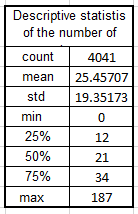 Descriptive statistis
of the number of
count 4041
mean 25.45707
std 19.35173
min 0
25% 12
50% 21
75% 34
max 187